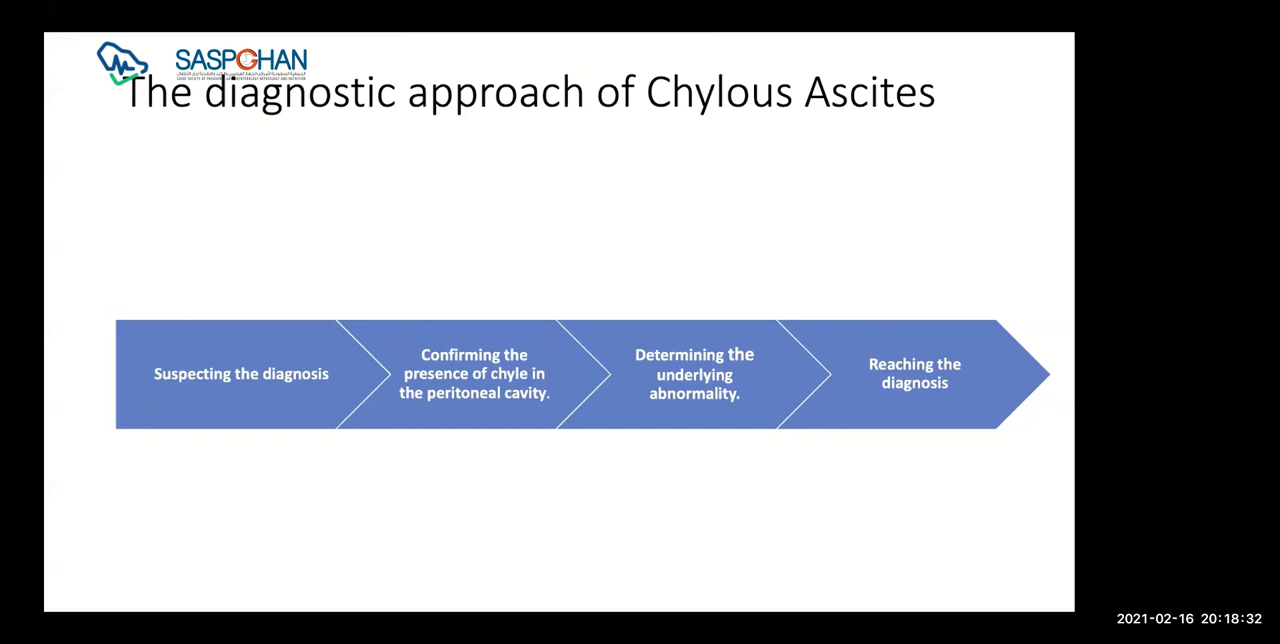 SASPGHAN
The diagnostic approach of Chylous Ascites
Suspecting the diagnosis
Confirming the
presence of chyle in
the peritoneal cavity.
Determining the
underlying
abnormality.
Reaching the
diagnosis
2021-02-16 20:18:32